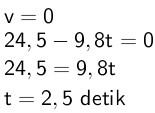 v = 0
24,5 − 9,8t = 0
24,5 = 9,8t
t = 2,5 detik